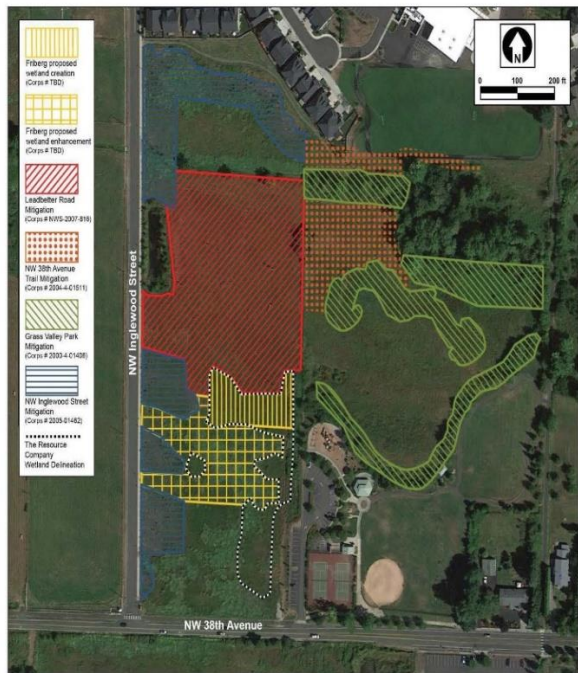 Friberg proposed
wetland creation
(Corps # TBD)
Friberg proposed
wetland enhancement
(Corps # TBD)
Leadbetter Road
Mitigation
(Corps # NWS-2007-816)
NW 38th Avenue
Trail Mitigation
(Corps # 2004-4-01511)
Grass Valley Park
Mitigation
(Corps # 2003-4-01406)
NW Inglewood Street
Mitigation
(Corps # 2005-01462)
The Resource
Company
Wetland Delineation
N
0 100 200 ft
NW Inglewood Street
NW 38th Avenue